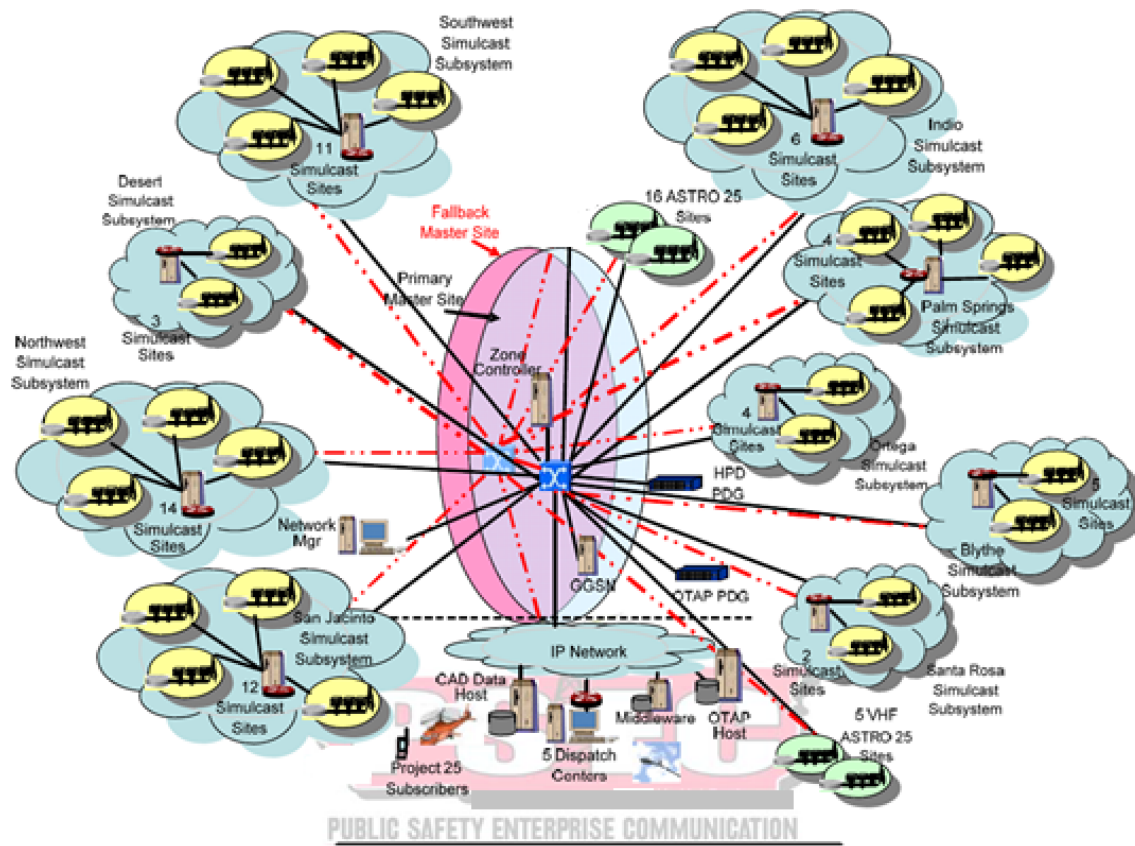 Southwest
Simulcast
Subsystem
11
Simulcast
Sites
6
Simulcast
Sites
Indio
Simulcast
Subsystem
Desert
Simulcast
Subsystem
3
Simulcast
Sites
Fallback
Master Site
Primary
Master Site
16 ASTRO 25
Sites
4
Simulcast
Sites
Palm Springs
Simulcast
Subsystem
Northwest
Simulcast
Subsystem
14
Simulcast
Sites
Zone
Controller
4
Simulcast
Sites
Ortega
Simulcast
Subsystem
HPD
PDG
5
Simulcast
Sites
Blythe
Simulcast
Subsystem
Network
Mgr
GGSN
OTAP PDG
San Jacinto
Simulcast
Subsystem
12
Simulcast
Sites
2
Simulcast
Sites
Santa Rosa
Simulcast
Subsystem
IP Network
CAD Data
Host
Middleware
OTAP
Host
5 VHF
ASTRO 25
Sites
Project 25
Subscribers
5 Dispatch
Centers
PSEC
PUBLIC SAFETY ENTERPRISE COMMUNICATION